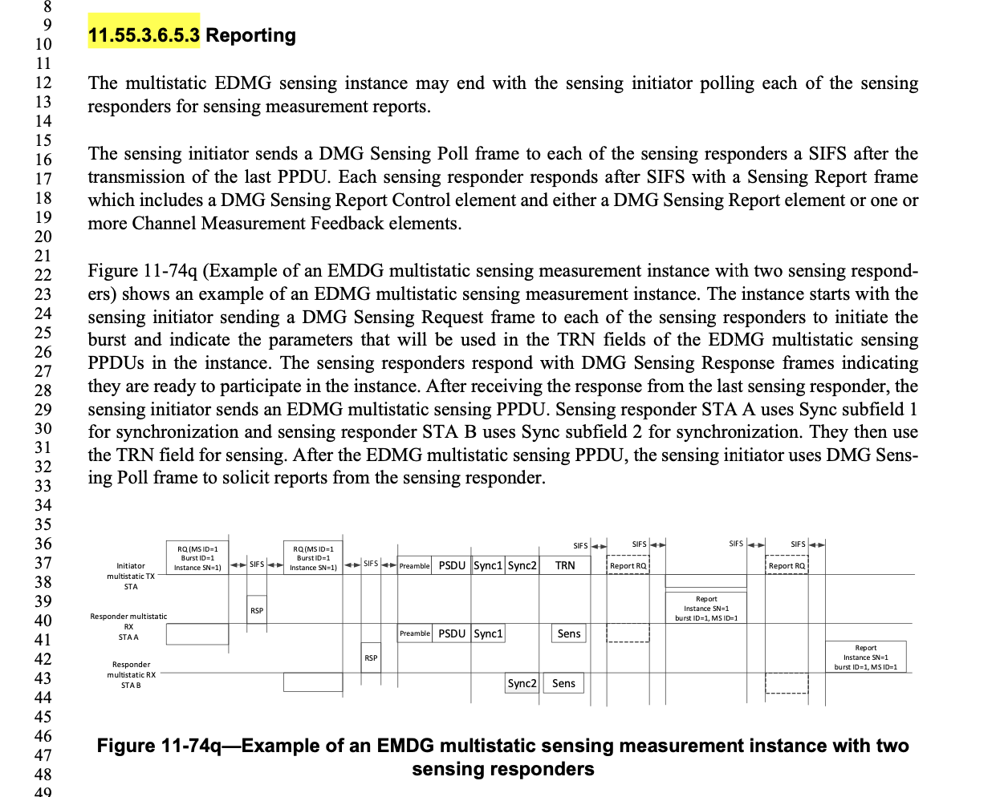 8
9
10
11
12
13
14
15
16
17
18
19
20
21
22
23
24
25
26
27
28
29
30
31
32
33
34
35
36
37
38
39
40
41
42
43
44
45
46
47
48
49
11.55.3.6.5.3 Reporting
The multistatic EDMG sensing instance may end with the sensing initiator polling each of the sensing
responders for sensing measurement reports.
The sensing initiator sends a DMG Sensing Poll frame to each of the sensing responders a SIFS after the
transmission of the last PPDU. Each sensing responder responds after SIFS with a Sensing Report frame
which includes a DMG Sensing Report Control element and either a DMG Sensing Report element or one or
more Channel Measurement Feedback elements.
Figure 11-74q (Example of an EMDG multistatic sensing measurement instance with two sensing respond-
ers) shows an example of an EDMG multistatic sensing measurement instance. The instance starts with the
sensing initiator sending a DMG Sensing Request frame to each of the sensing responders to initiate the
burst and indicate the parameters that will be used in the TRN fields of the EDMG multistatic sensing
PPDUs in the instance. The sensing responders respond with DMG Sensing Response frames indicating
they are ready to participate in the instance. After receiving the response from the last sensing responder, the
sensing initiator sends an EDMG multistatic sensing PPDU. Sensing responder STA A uses Sync subfield 1
for synchronization and sensing responder STA B uses Sync subfield 2 for synchronization. They then use
the TRN field for sensing. After the EDMG multistatic sensing PPDU, the sensing initiator uses DMG Sens-
ing Poll frame to solicit reports from the sensing responder.
Initiator
multistatic TX
STA
RQ (MS ID=1
Burst ID=1
Instance SN=1)
SIFS
RQ (MS ID=1
Burst ID=1
Instance SN=1)
SIFS
Preamble
PSDU
Sync1
Sync2
TRN
SIFS
Report RQ
SIFS
SIFS
Report RQ
SIFS
Responder multistatic
RX
STA A
RSP
Preamble
PSDU
Sync1
Sens
Report
Instance SN=1
burst ID=1, MS ID=1
Responder
multistatic RX
STA B
RSP
Sync2
Sens
Report
Instance SN=1
burst ID=1, MS ID=1
Figure 11-74q—Example of an EMDG multistatic sensing measurement instance with two
sensing responders